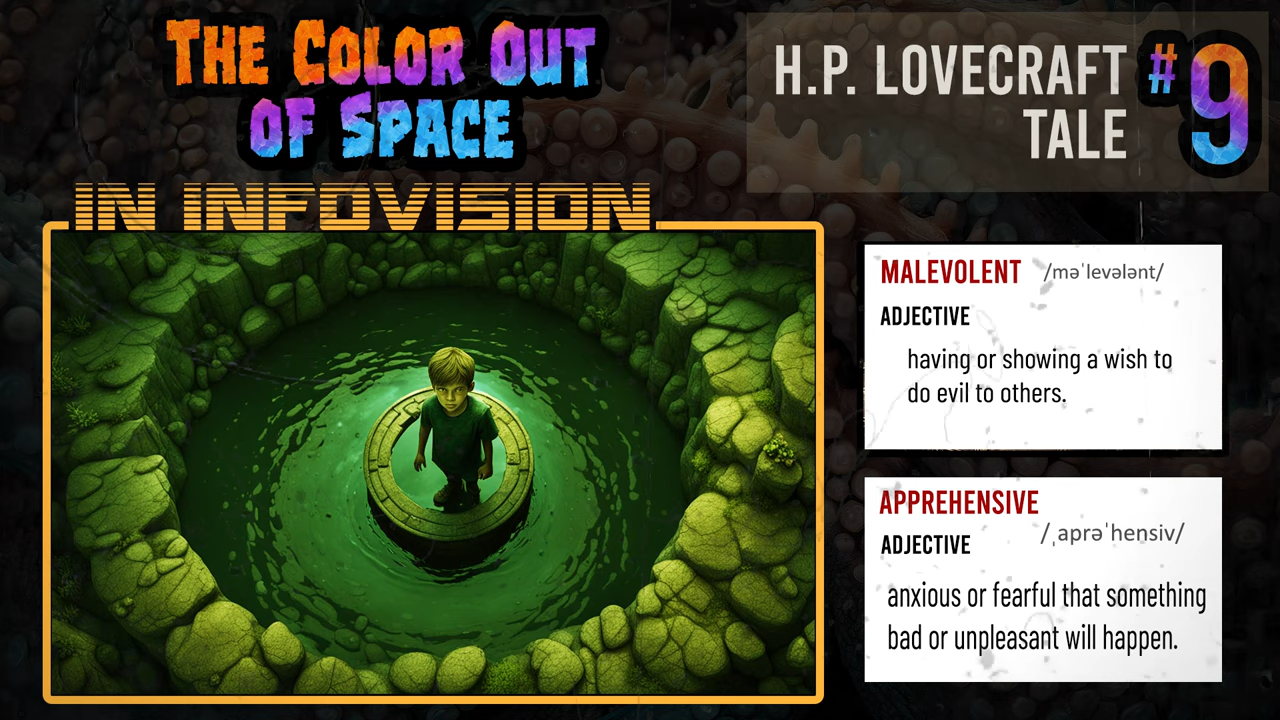 THE COLOR OUT
OF SPACE
IN INFOVISION
H.P. LOVECRAFT
TALE
#9
MALEVOLENT /məˈlevələnt/
ADJECTIVE
having or showing a wish to
do evil to others.
APPREHENSIVE
ADJECTIVE /ˌaprəˈhensiv/
anxious or fearful that something
bad or unpleasant will happen.